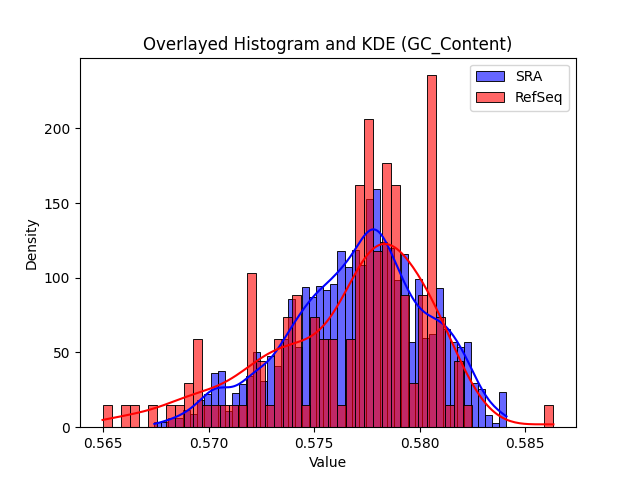 Overlayed Histogram and KDE (GC_Content)
SRA
RefSeq
200
150
100
50
0
Density
0.565 0.570 0.575 0.580 0.585
Value